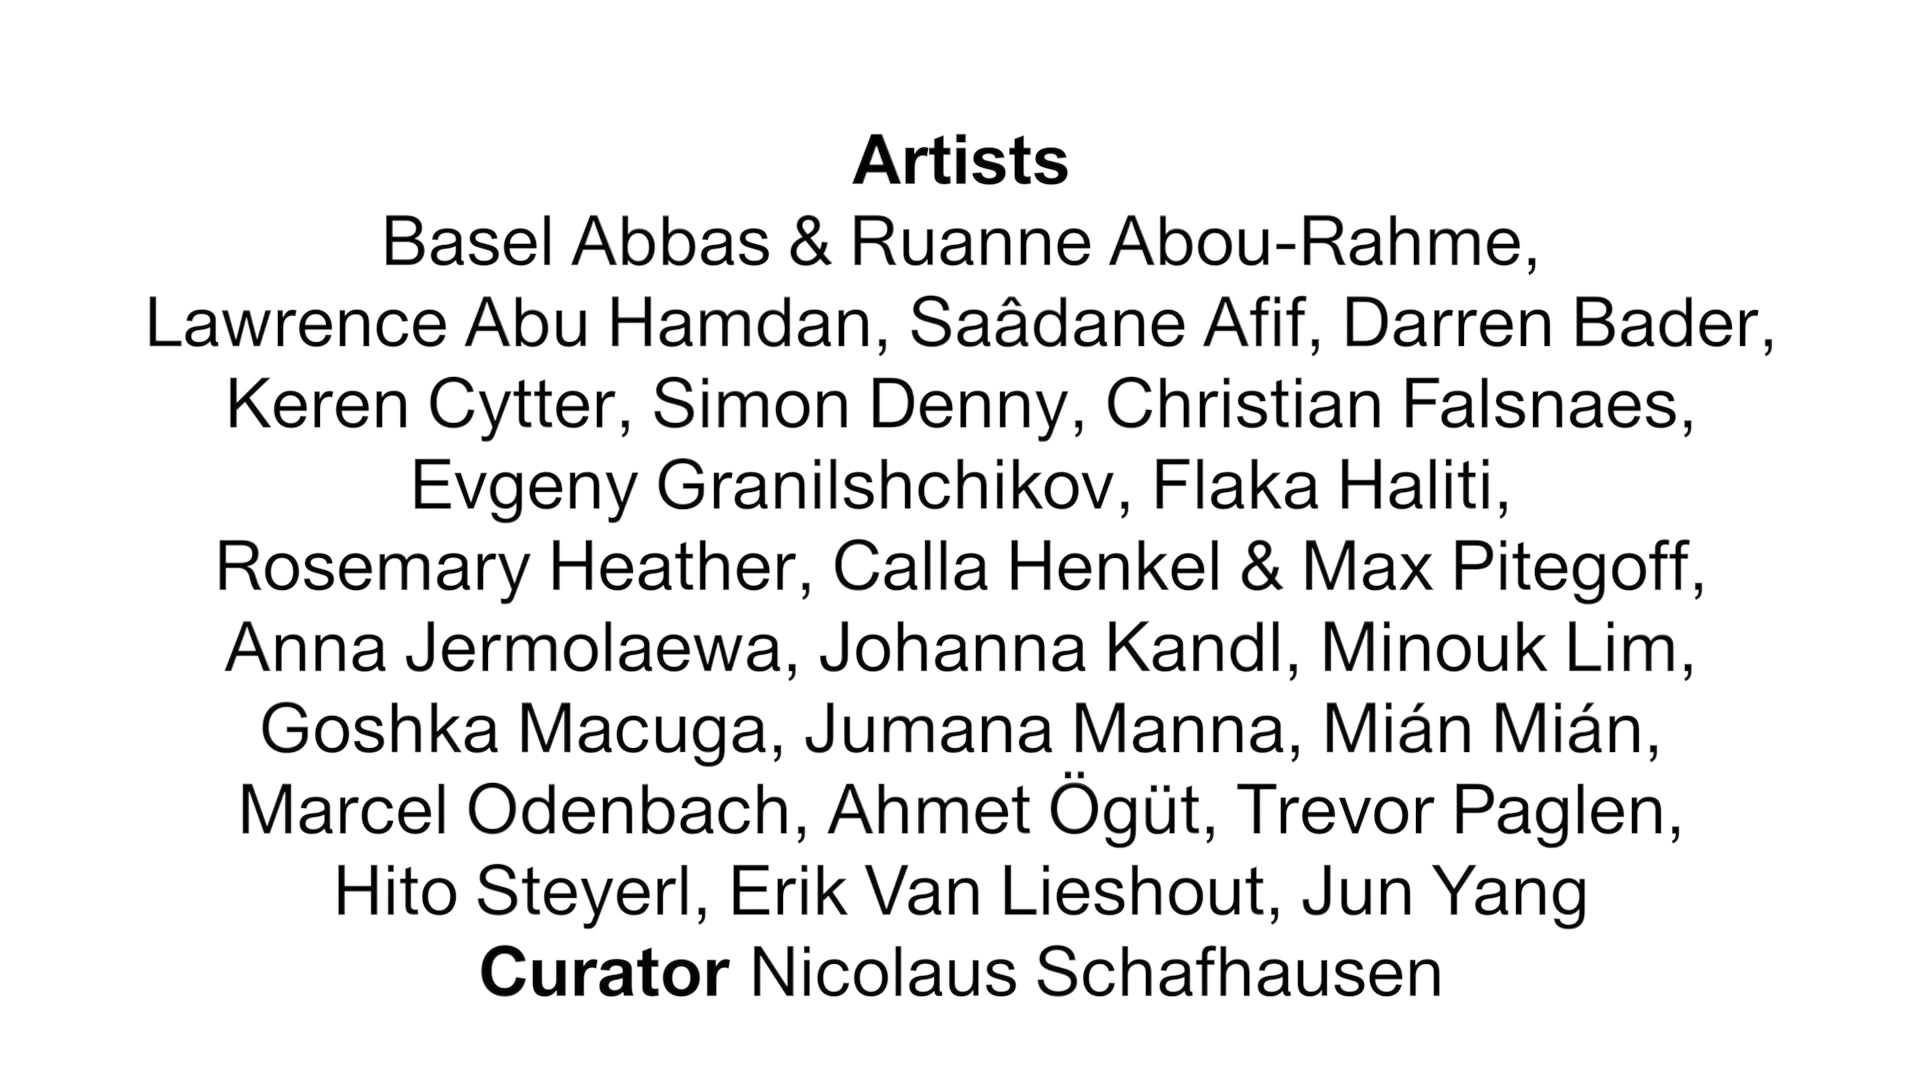 Artists
Basel Abbas & Ruanne Abou-Rahme,
Lawrence Abu Hamdan, Saâdane Afif, Darren Bader,
Keren Cytter, Simon Denny, Christian Falsnaes,
Evgeny Granilshchikov, Flaka Haliti,
Rosemary Heather, Calla Henkel & Max Pitegoff,
Anna Jermolaewa, Johanna Kandl, Minouk Lim,
Goshka Macuga, Jumana Manna, Mián Mián,
Marcel Odenbach, Ahmet Ögüt, Trevor Paglen,
Hito Steyerl, Erik Van Lieshout, Jun Yang
Curator Nicolaus Schafhausen